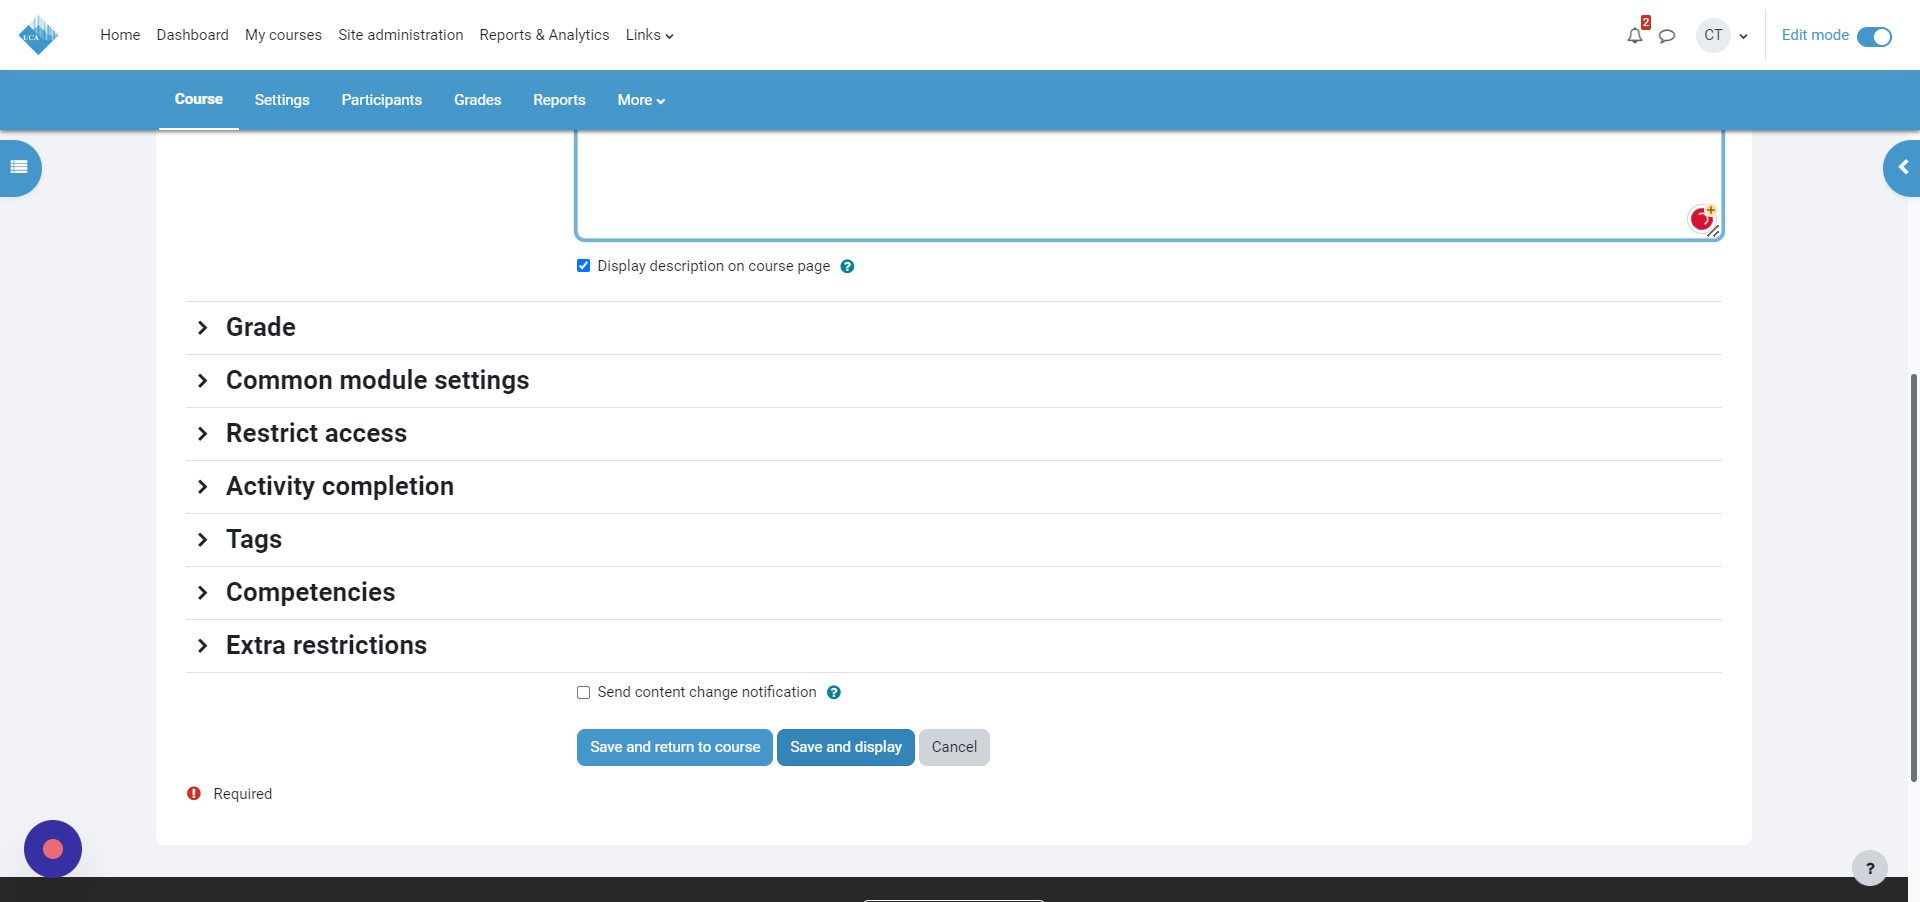 UCA
Home Dashboard My courses Site administration Reports & Analytics Links
2
CT
Edit mode
Course Settings Participants Grades Reports More
Display description on course page ?
Grade
Common module settings
Restrict access
Activity completion
Tags
Competencies
Extra restrictions
Send content change notification ?
Save and return to course Save and display Cancel
! Required
?